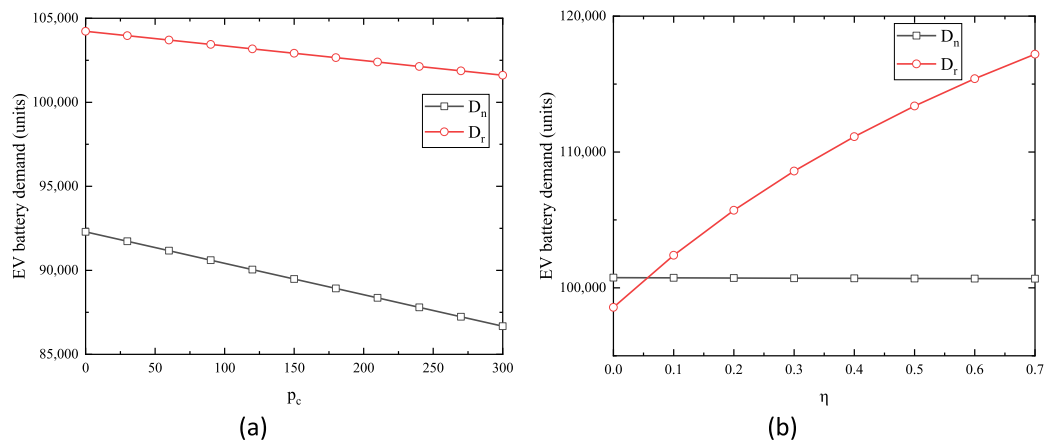 105,000
100,000
95,000
90,000
85,000
EV battery demand (units)
Dn
Dr
0
50
100
150
200
250
300
pc
(a)
120,000
110,000
100,000
EV battery demand (units)
Dn
Dr
0.0
0.1
0.2
0.3
0.4
0.5
0.6
0.7
η
(b)